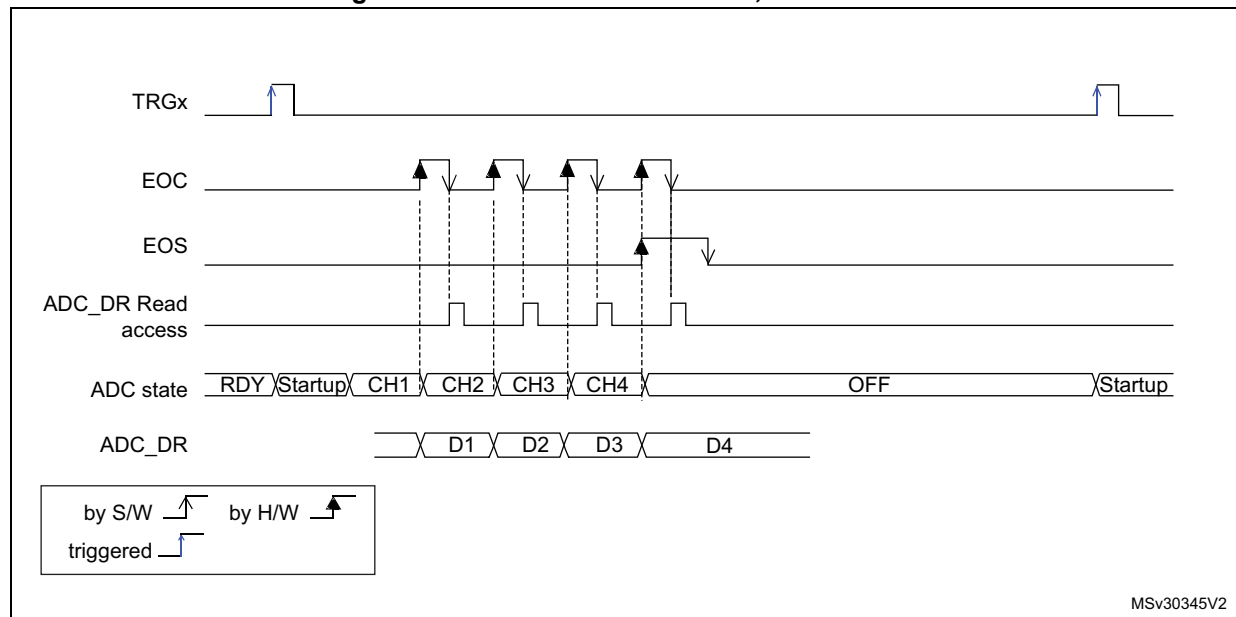 TRGx
EOC
EOS
ADC_DR Read
access
ADC state RDY Startup CH1 CH2 CH3 CH4 OFF Startup
ADC_DR D1 D2 D3 D4
by S/W by H/W
triggered
MSv30345V2